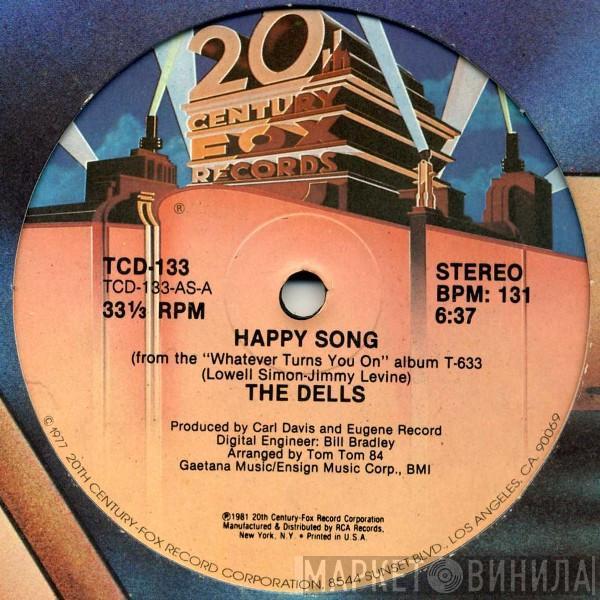 20th
CENTURY
FOX
RECORDS
®
TCD-133
TCD-133-AS-A
33⅓ RPM
STEREO
BPM: 131
6:37
HAPPY SONG
(from the "Whatever Turns You On" album T-633
(Lowell Simon-Jimmy Levine)
THE DELLS
Produced by Carl Davis and Eugene Record
Digital Engineer: Bill Bradley
Arranged by Tom Tom 84
Gaetana Music/Ensign Music Corp., BMI
℗1981 20th Century-Fox Record Corporation
Manufactured & Distributed by RCA Records,
New York, N.Y. • Printed in U.S.A.
©1977 20TH CENTURY-FOX RECORD CORPORATION, 8544 SUNSET BLVD., LOS ANGELES, CA. 90069
МАРКЕТ ВИНИЛА